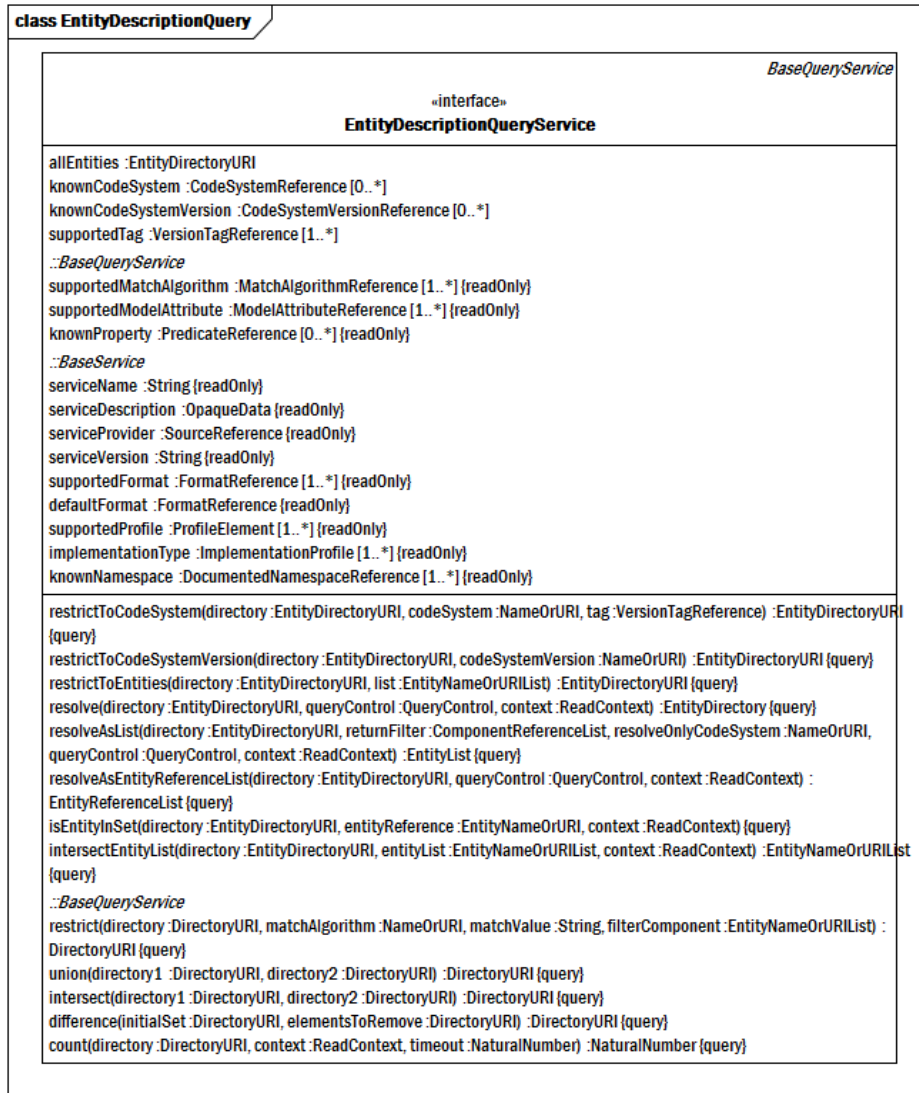 class EntityDescriptionQuery
BaseQueryService
«interface»
EntityDescriptionQueryService
allEntities :EntityDirectoryURI
knownCodeSystem :CodeSystemReference [0..*]
knownCodeSystemVersion :CodeSystemVersionReference [0..*]
supportedTag :VersionTagReference [1..*]
::BaseQueryService
supportedMatchAlgorithm :MatchAlgorithmReference [1..*] {readOnly}
supportedModelAttribute :ModelAttributeReference [1..*] {readOnly}
knownProperty :PredicateReference [0..*] {readOnly}
::BaseService
serviceName :String {readOnly}
serviceDescription :OpaqueData {readOnly}
serviceProvider :SourceReference {readOnly}
serviceVersion :String {readOnly}
supportedFormat :FormatReference [1..*] {readOnly}
defaultFormat :FormatReference {readOnly}
supportedProfile :ProfileElement [1..*] {readOnly}
implementationType :ImplementationProfile [1..*] {readOnly}
knownNamespace :DocumentedNamespaceReference [1..*] {readOnly}
restrictToCodeSystem(directory :EntityDirectoryURI, codeSystem :NameOrURI, tag :VersionTagReference) :EntityDirectoryURI
{query}
restrictToCodeSystemVersion(directory :EntityDirectoryURI, codeSystemVersion :NameOrURI) :EntityDirectoryURI {query}
restrictToEntities(directory :EntityDirectoryURI, list :EntityNameOrURIList) :EntityDirectoryURI {query}
resolve(directory :EntityDirectoryURI, queryControl :QueryControl, context :ReadContext) :EntityDirectory {query}
resolveAsList(directory :EntityDirectoryURI, returnFilter :ComponentReferenceList, resolveOnlyCodeSystem :NameOrURI,
queryControl :QueryControl, context :ReadContext) :EntityList {query}
resolveAsEntityReferenceList(directory :EntityDirectoryURI, queryControl :QueryControl, context :ReadContext) :
EntityReferenceList {query}
isEntityInSet(directory :EntityDirectoryURI, entityReference :EntityNameOrURI, context :ReadContext) {query}
intersectEntityList(directory :EntityDirectoryURI, entityList :EntityNameOrURIList, context :ReadContext) :EntityNameOrURIList
{query}
::BaseQueryService
restrict(directory :DirectoryURI, matchAlgorithm :NameOrURI, matchValue :String, filterComponent :EntityNameOrURIList) :
DirectoryURI {query}
union(directory1 :DirectoryURI, directory2 :DirectoryURI) :DirectoryURI {query}
intersect(directory1 :DirectoryURI, directory2 :DirectoryURI) :DirectoryURI {query}
difference(initialSet :DirectoryURI, elementsToRemove :DirectoryURI) :DirectoryURI {query}
count(directory :DirectoryURI, context :ReadContext, timeout :NaturalNumber) :NaturalNumber {query}